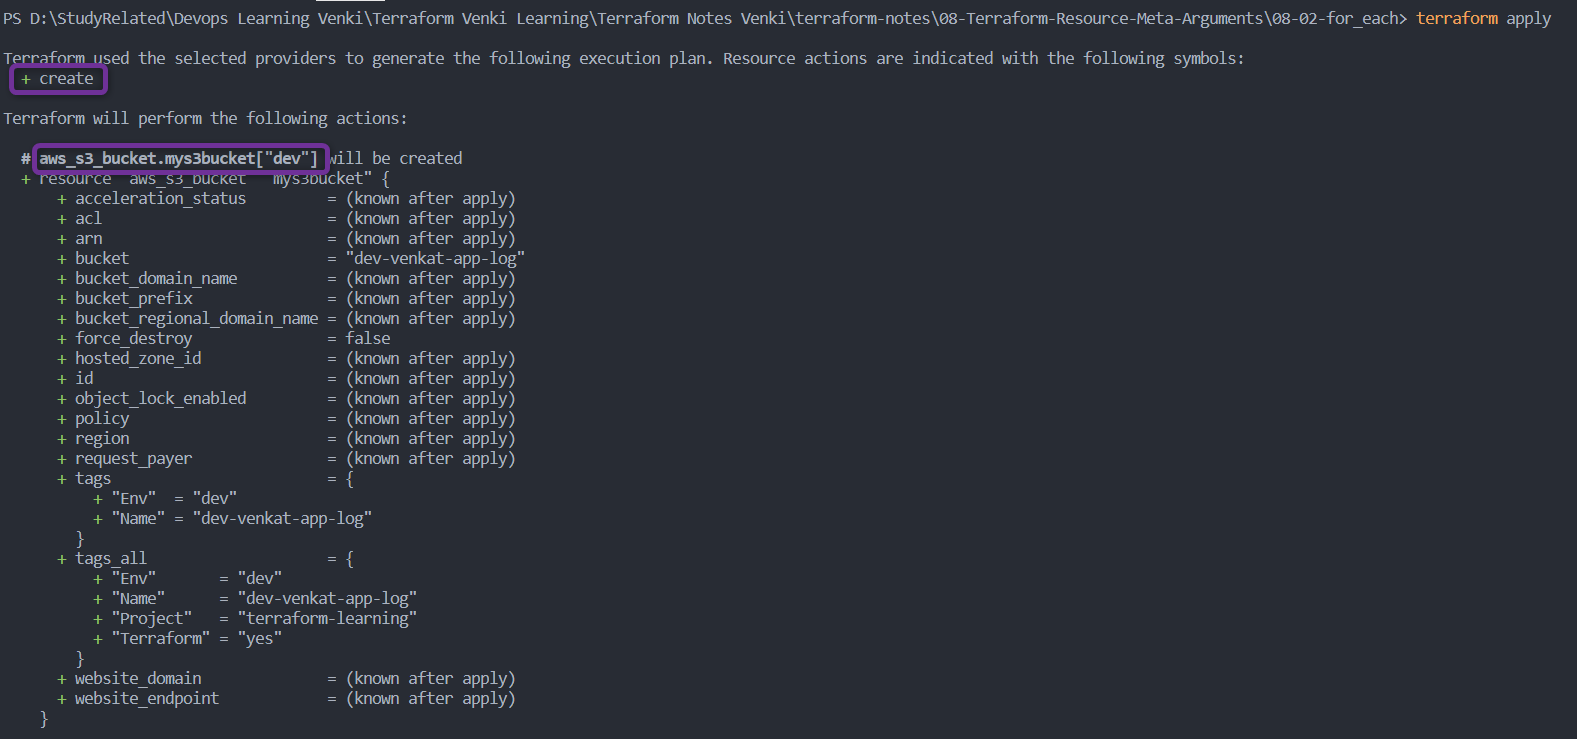 PS D:\StudyRelated\Devops Learning Venki\Terraform Venki Learning\Terraform Notes Venki\terraform-notes\08-Terraform-Resource-Meta-Arguments\08-02-for_each> terraform apply
Terraform used the selected providers to generate the following execution plan. Resource actions are indicated with the following symbols:
+ create
Terraform will perform the following actions:
# aws_s3_bucket.mys3bucket["dev"] will be created
+ resource "aws_s3_bucket" "mys3bucket" {
+ acceleration_status = (known after apply)
+ acl = (known after apply)
+ arn = (known after apply)
+ bucket = "dev-venkat-app-log"
+ bucket_domain_name = (known after apply)
+ bucket_prefix = (known after apply)
+ bucket_regional_domain_name = (known after apply)
+ force_destroy = false
+ hosted_zone_id = (known after apply)
+ id = (known after apply)
+ object_lock_enabled = (known after apply)
+ policy = (known after apply)
+ region = (known after apply)
+ request_payer = (known after apply)
+ tags = {
+ "Env" = "dev"
+ "Name" = "dev-venkat-app-log"
}
+ tags_all = {
+ "Env" = "dev"
+ "Name" = "dev-venkat-app-log"
+ "Project" = "terraform-learning"
+ "Terraform" = "yes"
}
+ website_domain = (known after apply)
+ website_endpoint = (known after apply)
}